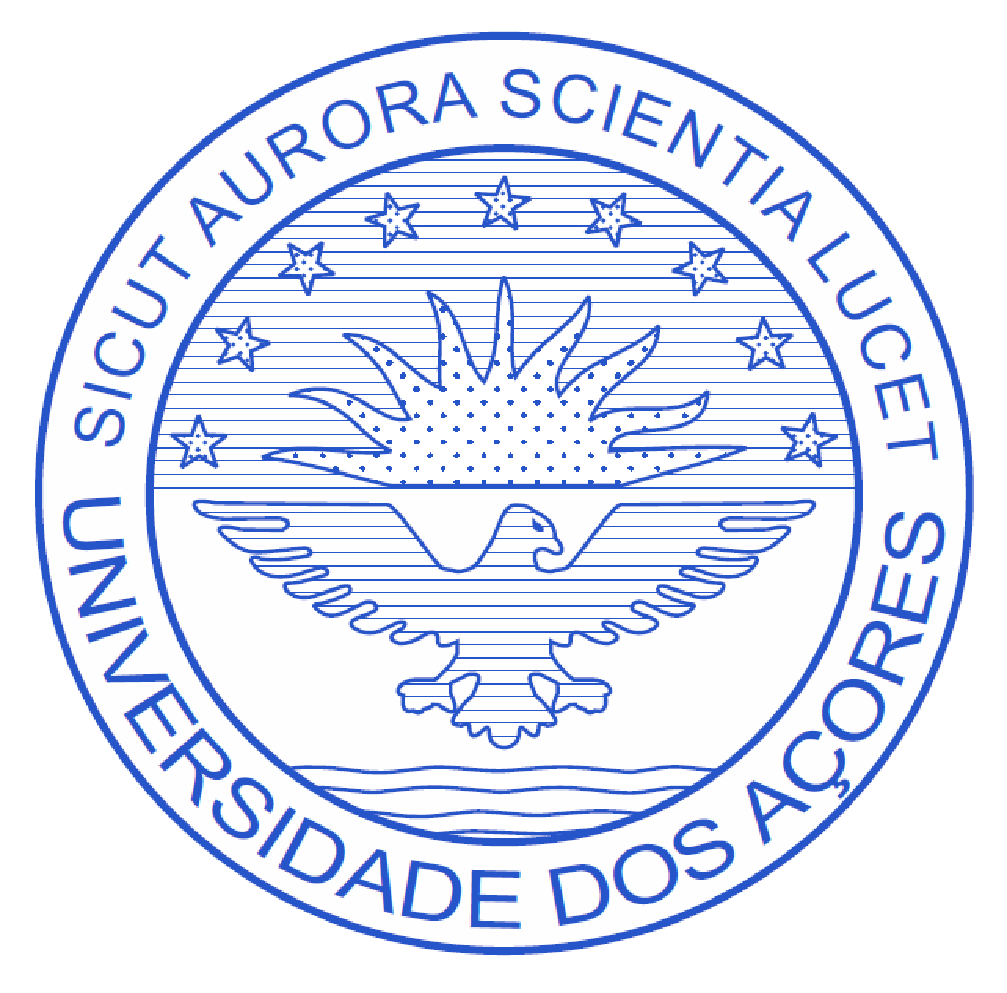 SICUT AURORA SCIENTIA LUCET
UNIVERSIDADE DOS AÇORES